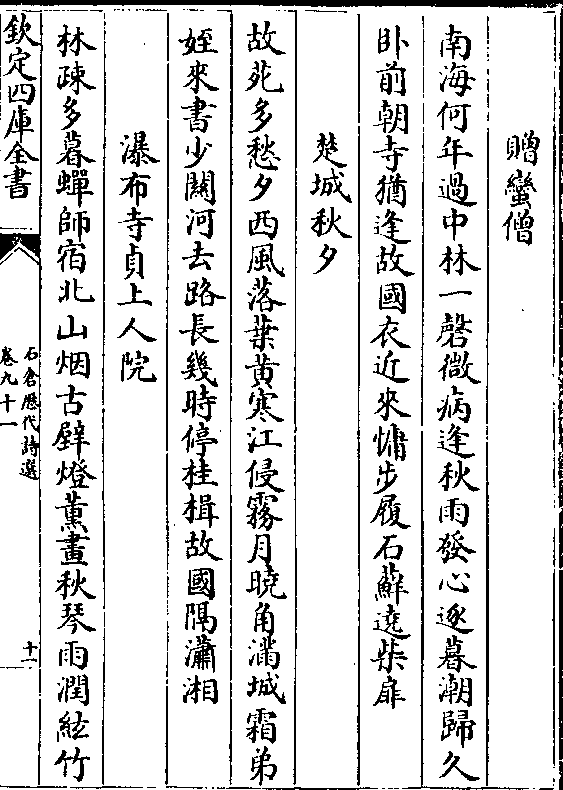 贈蠻僧
南海何年過中林一磬微病逢秋雨發心逐暮潮歸久
卧前朝寺猶逢故國衣近來慵步履石蘚遶柴扉
楚城秋夕
故苑多愁夕西風落葉黄寒江侵霧月曉角滿城霜弟
姪來書少關河去路長幾時停桂楫故國隔瀟湘
瀑布寺貞上人院
林疎多暮蟬師宿北山烟古壁燈薰畫秋琴雨潤絃竹
欽定四庫全書
石倉歷代詩選
卷九十一
十二